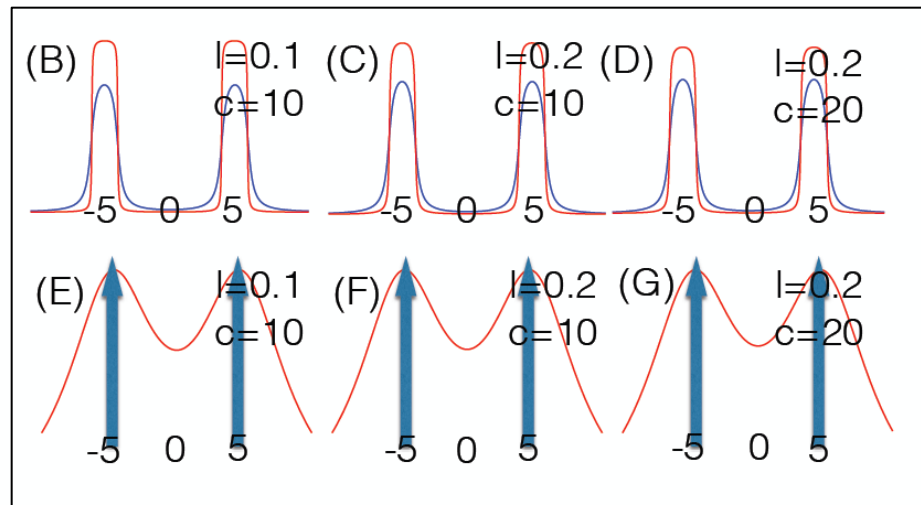 (B) l=0.1 (C) l=0.2 (D) l=0.2
c=10 c=10 c=20
-5 0 5 -5 0 5 -5 0 5
(E) l=0.1 (F) l=0.2 (G) l=0.2
c=10 c=10 c=20
-5 0 5 -5 0 5 -5 0 5